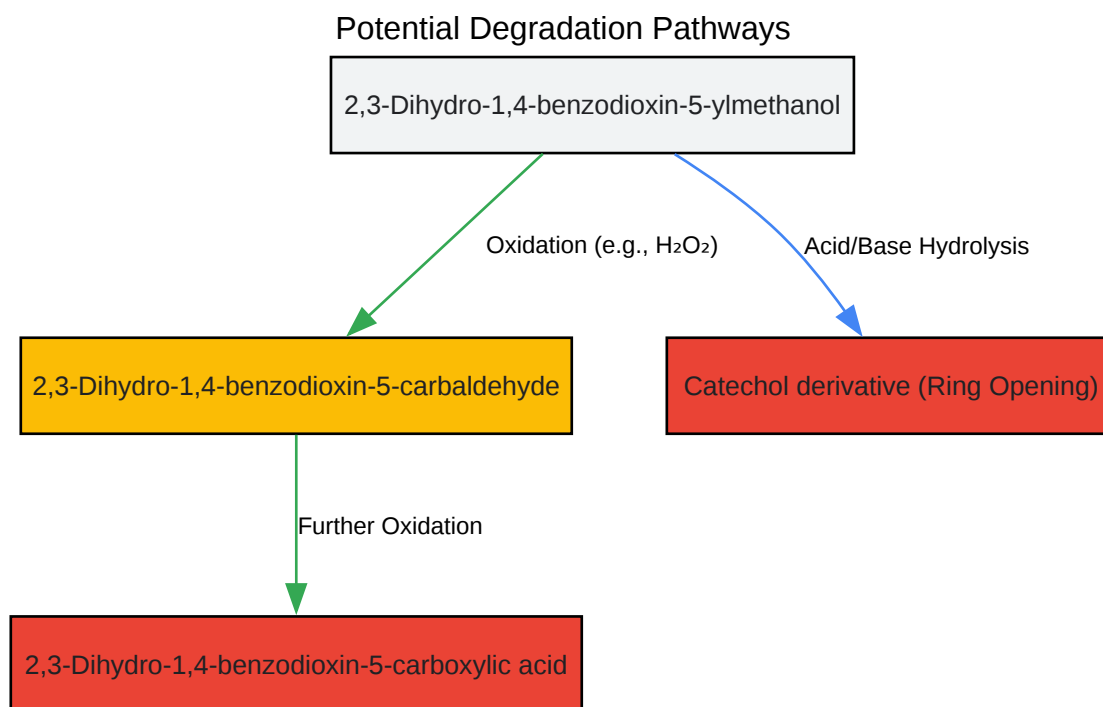 Potential Degradation Pathways
2,3-Dihydro-1,4-benzodioxin-5-ylmethanol
Oxidation (e.g., H₂O₂)
Acid/Base Hydrolysis
2,3-Dihydro-1,4-benzodioxin-5-carbaldehyde
Catechol derivative (Ring Opening)
Further Oxidation
2,3-Dihydro-1,4-benzodioxin-5-carboxylic acid